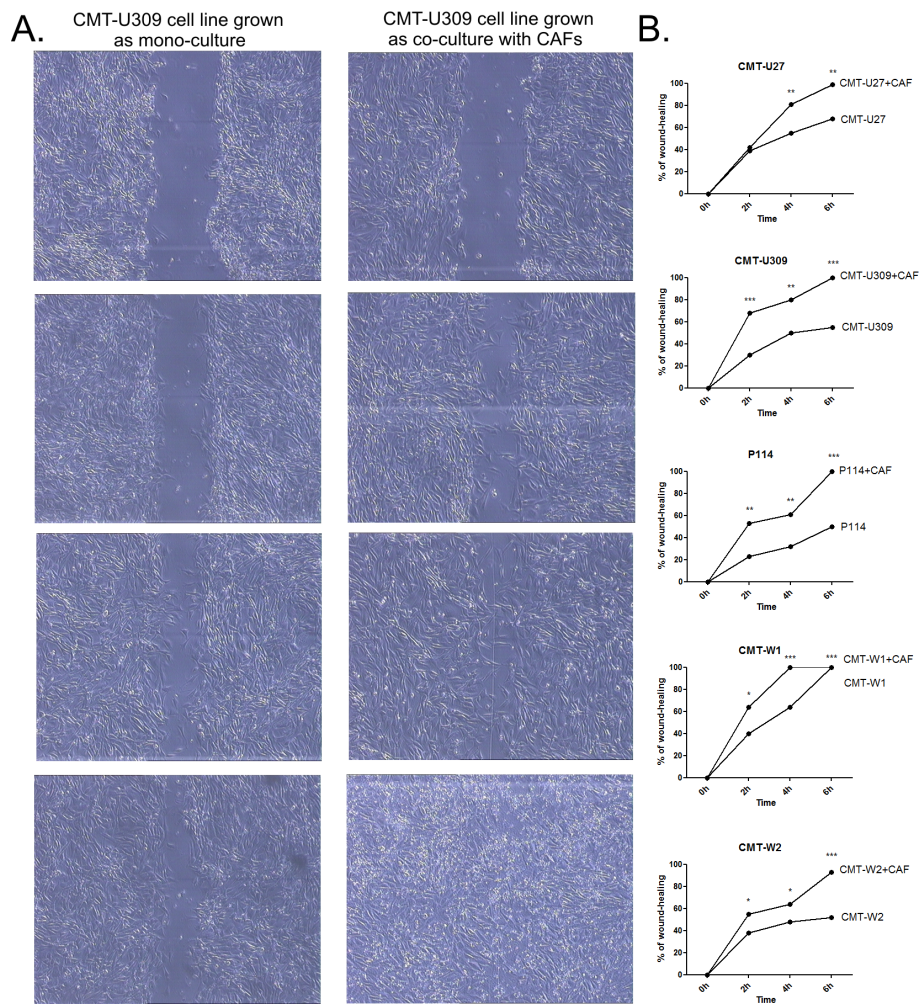 A.
CMT-U309 cell line grown
as mono-culture
CMT-U309 cell line grown
as co-culture with CAFs
B.
CMT-U27
% of wound-healing
100
80
60
40
20
0
**
**
CMT-U27+CAF
CMT-U27
0h 2h 4h 6h
Time
CMT-U309
% of wound-healing
100
80
60
40
20
0
***
**
***
CMT-U309+CAF
CMT-U309
0h 2h 4h 6h
Time
P114
% of wound-healing
100
80
60
40
20
0
**
**
***
P114+CAF
P114
0h 2h 4h 6h
Time
CMT-W1
% of wound-healing
100
80
60
40
20
0
*
***
***
CMT-W1+CAF
CMT-W1
0h 2h 4h 6h
Time
CMT-W2
% of wound-healing
100
80
60
40
20
0
*
*
***
CMT-W2+CAF
CMT-W2
0h 2h 4h 6h
Time